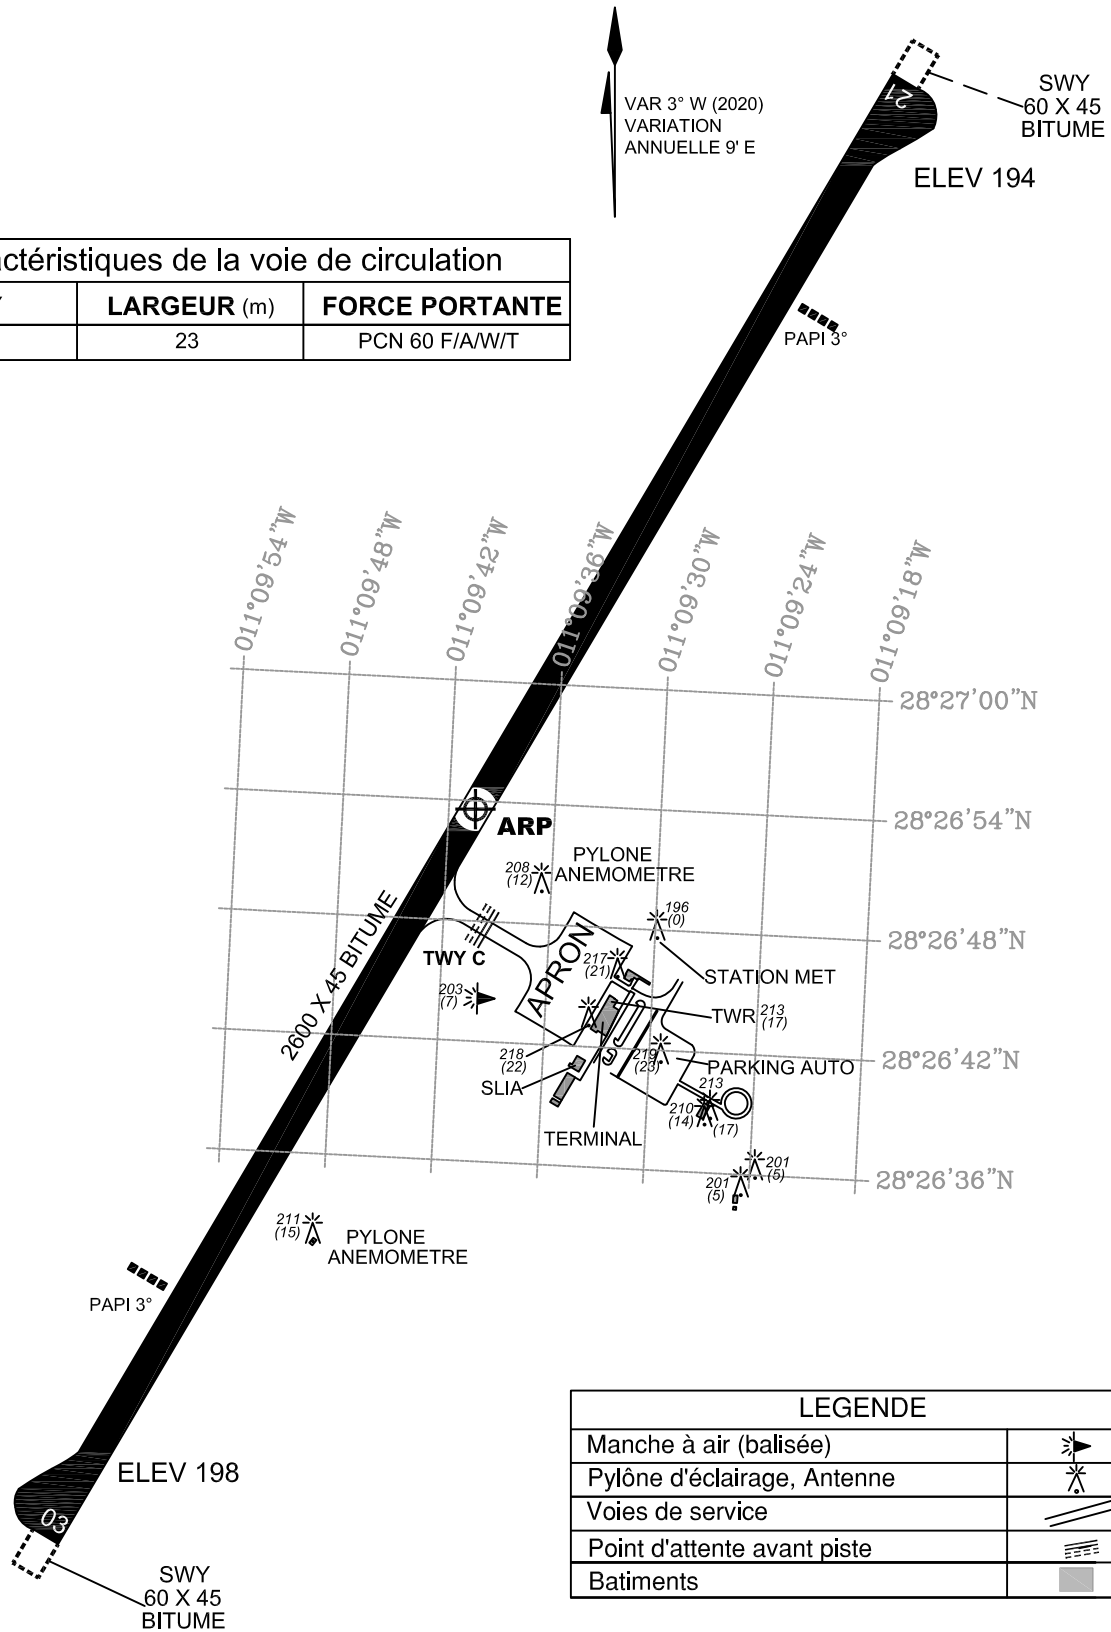 SWY
60 X 45
BITUME
21
VAR 3° W (2020)
VARIATION
ANNUELLE 9' E
ELEV 194
ctéristiques de la voie de circulation
LARGEUR (m)
FORCE PORTANTE
23
PCN 60 F/A/W/T
PAPI 3°
011°09'54"W
011°09'48"W
011°09'42"W
011°09'36"W
011°09'30"W
011°09'24"W
011°09'18"W
28°27'00"N
28°26'54"N
ARP
PYLONE
ANEMOMETRE
208
(12)
196
(0)
28°26'48"N
2600 X 45 BITUME
TWY C
APRON
217
(21)
STATION MET
203
(7)
TWR
213
(17)
218
(22)
219
(23)
28°26'42"N
PARKING AUTO
SLIA
213
(17)
210
(14)
TERMINAL
201
(5)
201
(5)
28°26'36"N
211
(15)
PYLONE
ANEMOMETRE
PAPI 3°
ELEV 198
03
SWY
60 X 45
BITUME
LEGENDE
Manche à air (balisée)
Pylône d'éclairage, Antenne
Voies de service
Point d'attente avant piste
Batiments